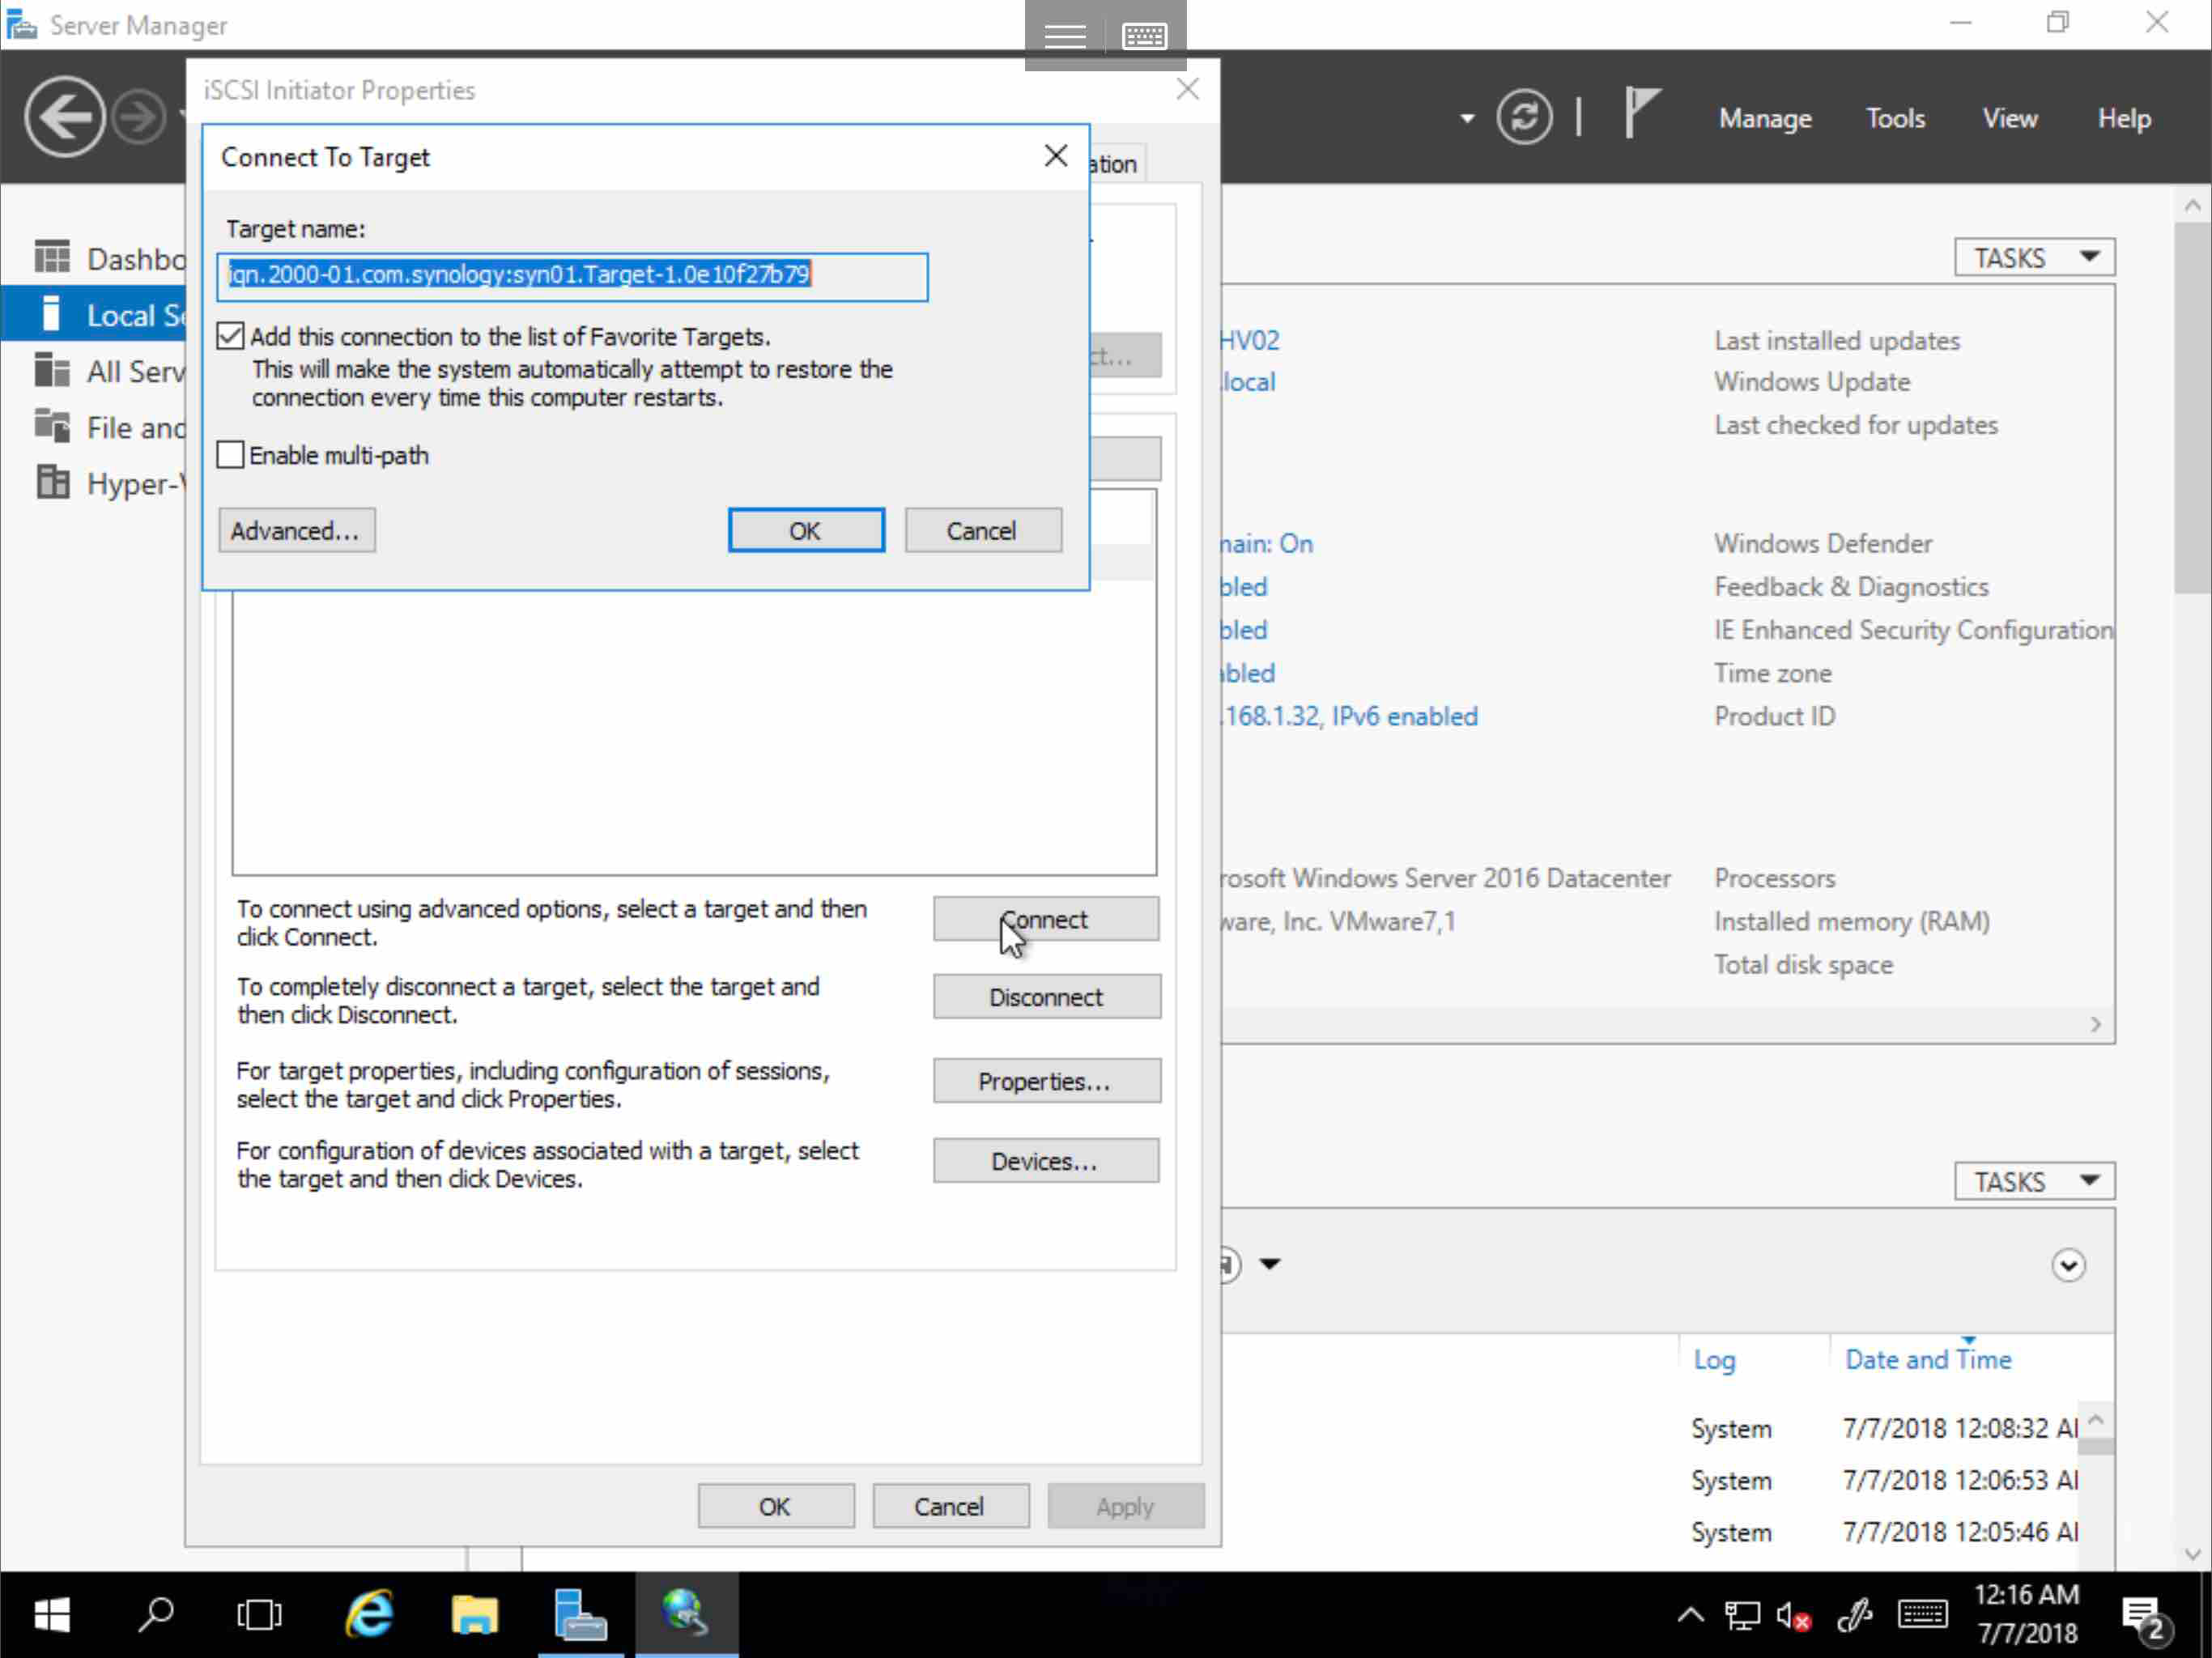 Server Manager
iSCSI Initiator Properties
Manage Tools View Help
Connect To Target
ation
Target name:
iqn.2000-01.com.synology:syn01.Target-1.0e10f27b79
Add this connection to the list of Favorite Targets.
This will make the system automatically attempt to restore the
connection every time this computer restarts.
Enable multi-path
Advanced...
OK
Cancel
Dashbo
Local Se
All Serv
File and
Hyper-V
ct...
TASKS
HV02
Last installed updates
.local
Windows Update
Last checked for updates
main: On
Windows Defender
bled
Feedback & Diagnostics
bled
IE Enhanced Security Configuration
abled
Time zone
.168.1.32, IPv6 enabled
Product ID
rosoft Windows Server 2016 Datacenter
Processors
ware, Inc. VMware7,1
Installed memory (RAM)
Total disk space
To connect using advanced options, select a target and then
click Connect.
Connect
To completely disconnect a target, select the target and
then click Disconnect.
Disconnect
For target properties, including configuration of sessions,
select the target and click Properties.
Properties...
For configuration of devices associated with a target, select
the target and then click Devices.
Devices...
TASKS
Log
Date and Time
System 7/7/2018 12:08:32 A
System 7/7/2018 12:06:53 A
System 7/7/2018 12:05:46 A
OK
Cancel
Apply
12:16 AM
7/7/2018
2